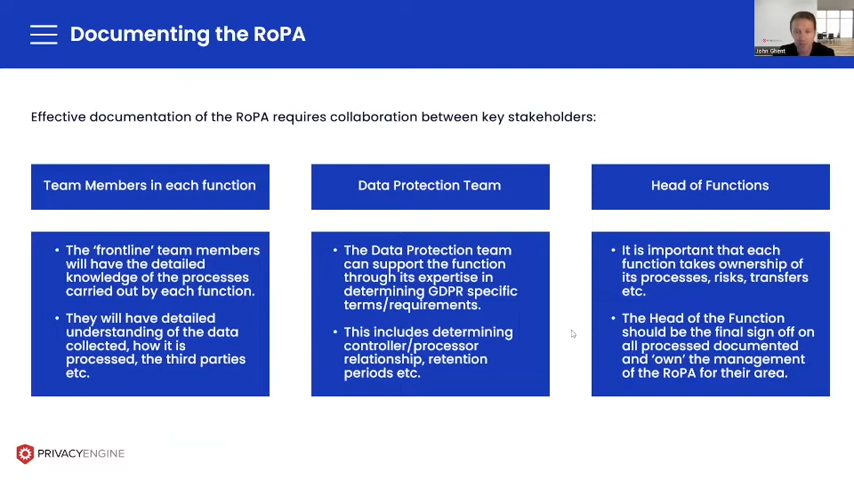 Documenting the RoPA
John Ghent
Effective documentation of the RoPA requires collaboration between key stakeholders:
Team Members in each function
• The ‘frontline’ team members
will have the detailed
knowledge of the processes
carried out by each function.
• They will have detailed
understanding of the data
collected, how it is
processed, the third parties
etc.
Data Protection Team
• The Data Protection team
can support the function
through its expertise in
determining GDPR specific
terms/requirements.
• This includes determining
controller/processor
relationship, retention
periods etc.
Head of Functions
• It is important that each
function takes ownership of
its processes, risks, transfers
etc.
• The Head of the Function
should be the final sign off on
all processed documented
and ‘own’ the management
of the RoPA for their area.
PRIVACYENGINE